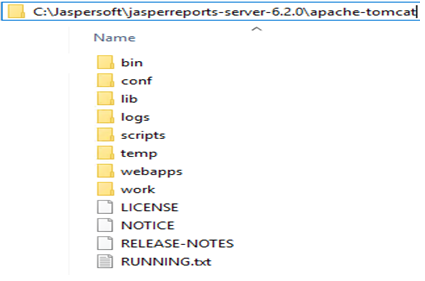 C:\Jaspersoft\jasperreports-server-6.2.0\apache-tomcat
Name
bin
conf
lib
logs
scripts
temp
webapps
work
LICENSE
NOTICE
RELEASE-NOTES
RUNNING.txt